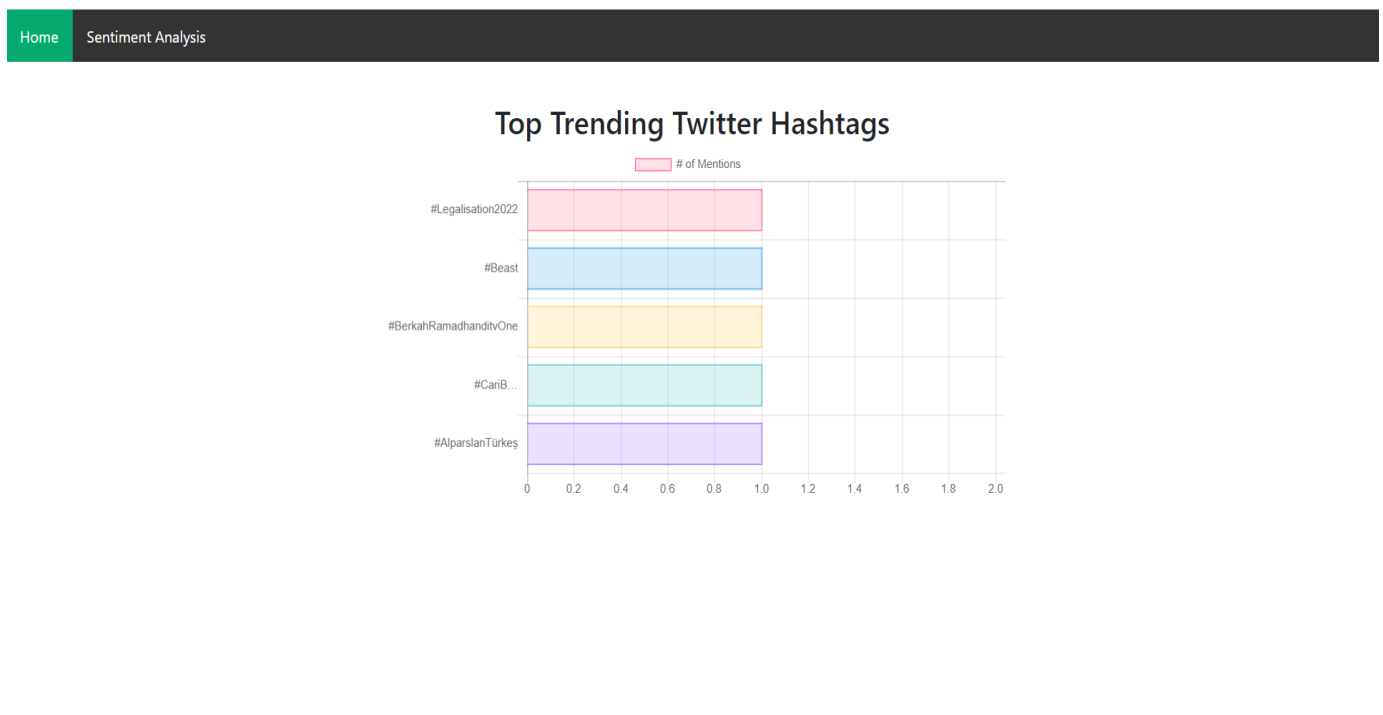 Home Sentiment Analysis
Top Trending Twitter Hashtags
# of Mentions
#Legalisation2022
#Beast
#BerkahRamadhanditvOne
#CariB...
#AlparslanTürkeş
0 0.2 0.4 0.6 0.8 1.0 1.2 1.4 1.6 1.8 2.0